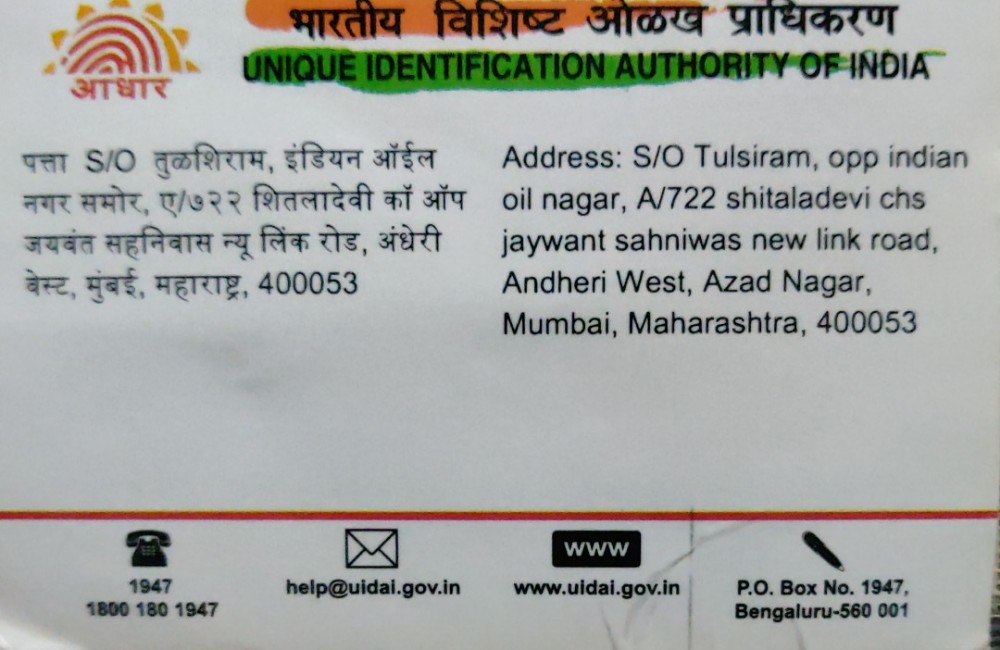 भारतीय विशिष्ट ओळख प्राधिकरण
UNIQUE IDENTIFICATION AUTHORITY OF INDIA
आधार
पत्ता S/O तुळशिराम, इंडियन ऑईल
नगर समोर, ए/७२२ शितलादेवी कॉ ऑप
जयवंत सहनिवास न्यू लिंक रोड, अंधेरी
वेस्ट, मुंबई, महाराष्ट्र, 400053
Address: S/O Tulsiram, opp indian
oil nagar, A/722 shitaladevi chs
jaywant sahniwas new link road,
Andheri West, Azad Nagar,
Mumbai, Maharashtra, 400053
1947
1800 180 1947
help@uidai.gov.in
www
www.uidai.gov.in
P.O. Box No. 1947,
Bengaluru-560 001